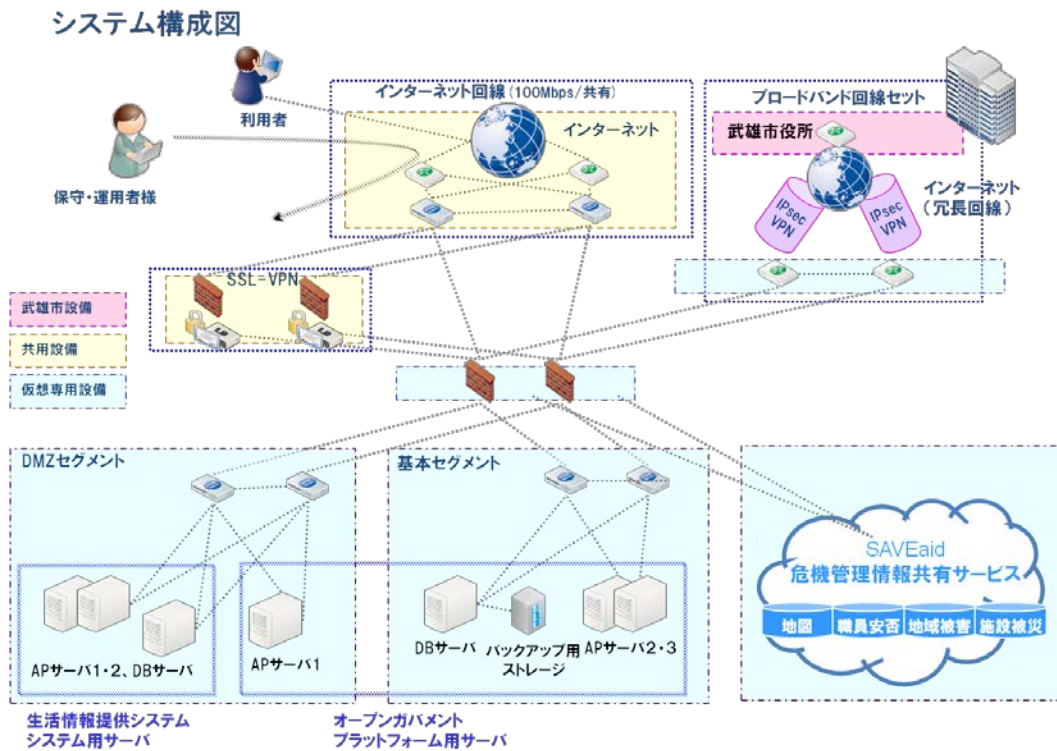 システム構成図
利用者
保守・運用者様
インターネット回線(100Mbps/共有)
インターネット
ブロードバンド回線セット
武雄市役所
インターネット
(冗長回線)
IPsec
VPN
IPsec
VPN
SSL-VPN
武雄市設備
共用設備
仮想専用設備
DMZセグメント
基本セグメント
SAVEaid
危機管理情報共有サービス
地図
職員安否
地域被害
施設被災
APサーバ1・2、DBサーバ
APサーバ1
DBサーバ
バックアップ用
ストレージ
APサーバ2・3
生活情報提供システム
システム用サーバ
オープンガバメント
プラットフォーム用サーバ